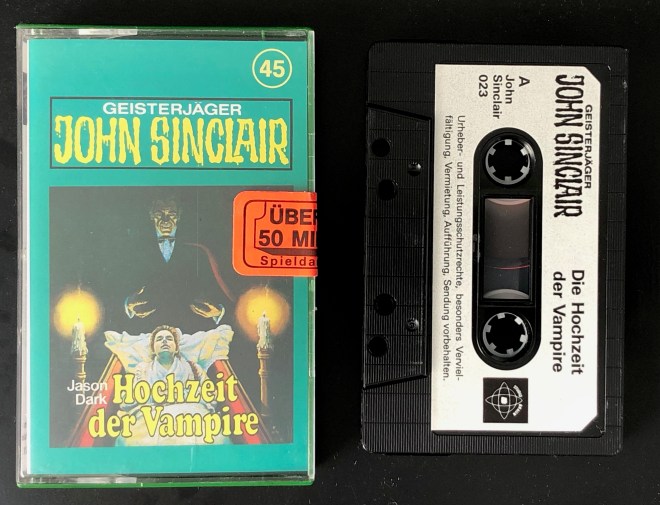 45
GEISTERJÄGER
JOHN SINCLAIR
ÜBER
50 MI
Spielda
Jason
Dark
Hochzeit
der Vampire
GEISTERJÄGER
JOHN SINCLAIR
Die Hochzeit
der Vampire
A
John
Sinclair
023
Urheber- und Leistungsschutzrechte, besonders Verviel-
fältigung, Vermietung, Aufführung, Sendung vorbehalten.